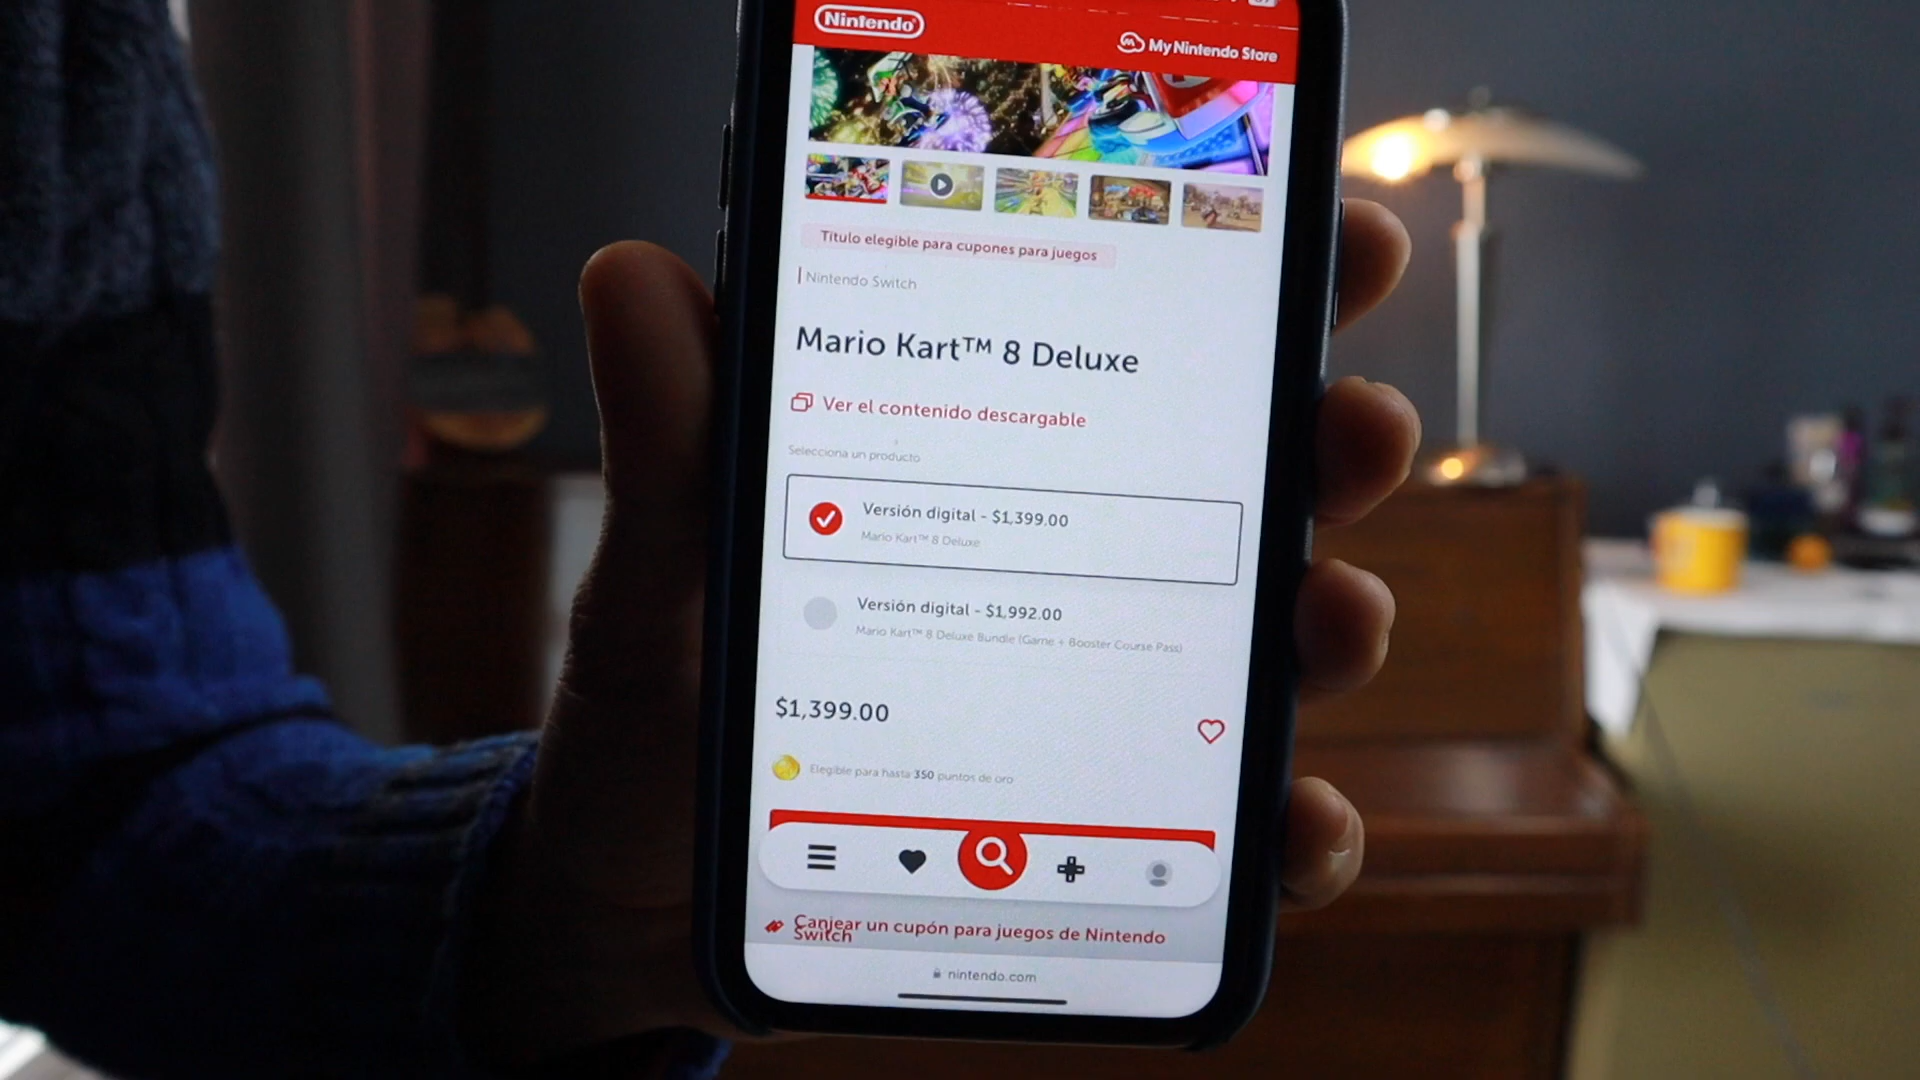 Nintendo
My Nintendo Store
Título elegible para cupones para juegos
Nintendo Switch
Mario Kart™ 8 Deluxe
Ver el contenido descargable
Selecciona un producto
Versión digital - $1,399.00
Mario Kart™ 8 Deluxe
Versión digital - $1,992.00
Mario Kart™ 8 Deluxe Bundle (Game + Booster Course Pass)
$1,399.00
Elegible para hasta 350 puntos de oro
Canjear un cupón para juegos de Nintendo
Switch
nintendo.com